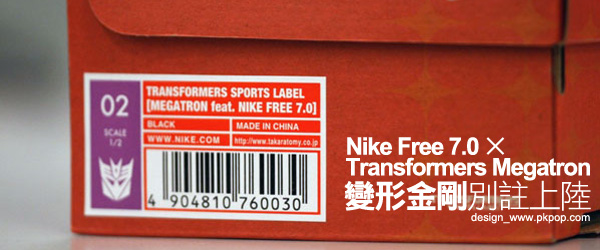 02
SCALE
1/2
TRANSFORMERS SPORTS LABEL
[MEGATRON feat. NIKE FREE 7.0]
BLACK
MADE IN CHINA
WWW.NIKE.COM
http://www.takaratomy.co.jp
4 904810 760030
Nike Free 7.0 ×
Transformers Megatron
變形金剛別註上陸
design_www.pkpop.com